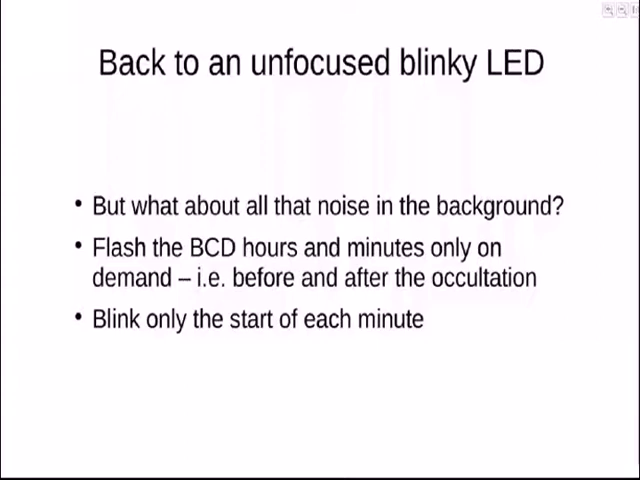 Back to an unfocused blinky LED
• But what about all that noise in the background?
• Flash the BCD hours and minutes only on
demand – i.e. before and after the occultation
• Blink only the start of each minute